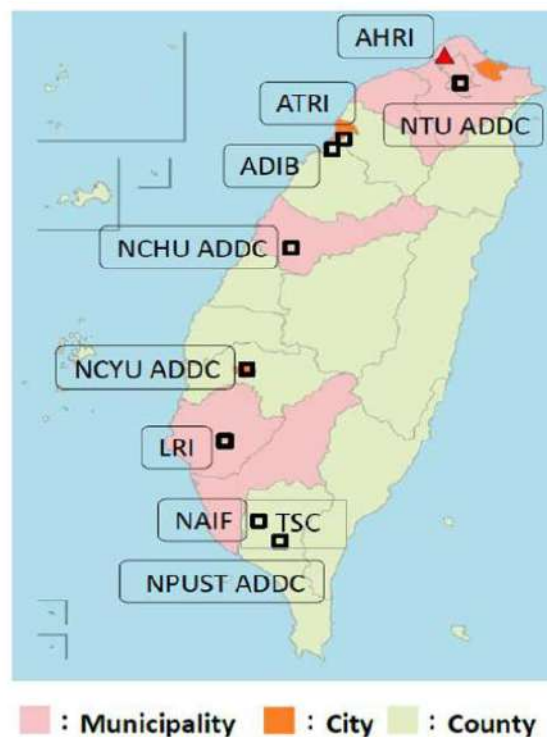 AHRI
NTU ADDC
ATRI
ADIB
NCHU ADDC
NCYU ADDC
LRI
NAIF TSC
NPUST ADDC
: Municipality : City : County